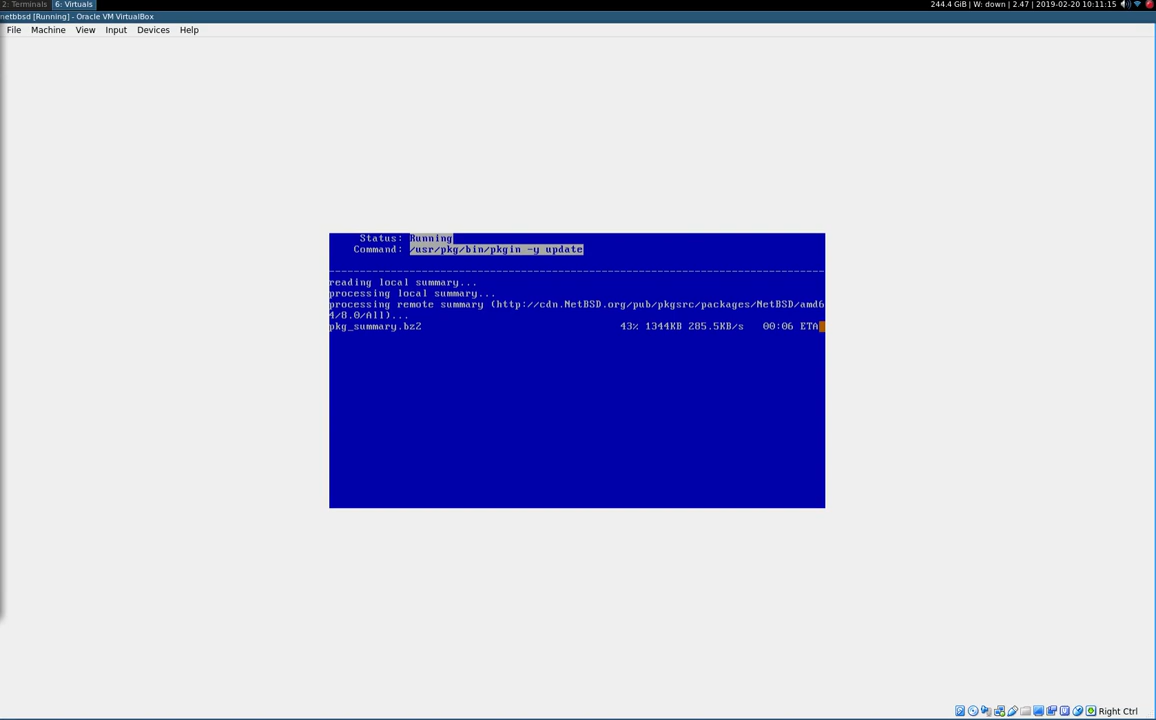 2: Terminals 6: Virtuals 244.4 GiB | W: down | 2.47 | 2019-02-20 10:11:15
netbbsd [Running] - Oracle VM VirtualBox
File Machine View Input Devices Help
Status: Running
Command: /usr/pkg/bin/pkgin -y update
--------------------------------------------------------------------------------
reading local summary...
processing local summary...
processing remote summary (http://cdn.NetBSD.org/pub/pkgsrc/packages/NetBSD/amd6
4/8.0/All)...
pkg_summary.bz2 43% 1344KB 285.5KB/s 00:06 ETA
Right Ctrl